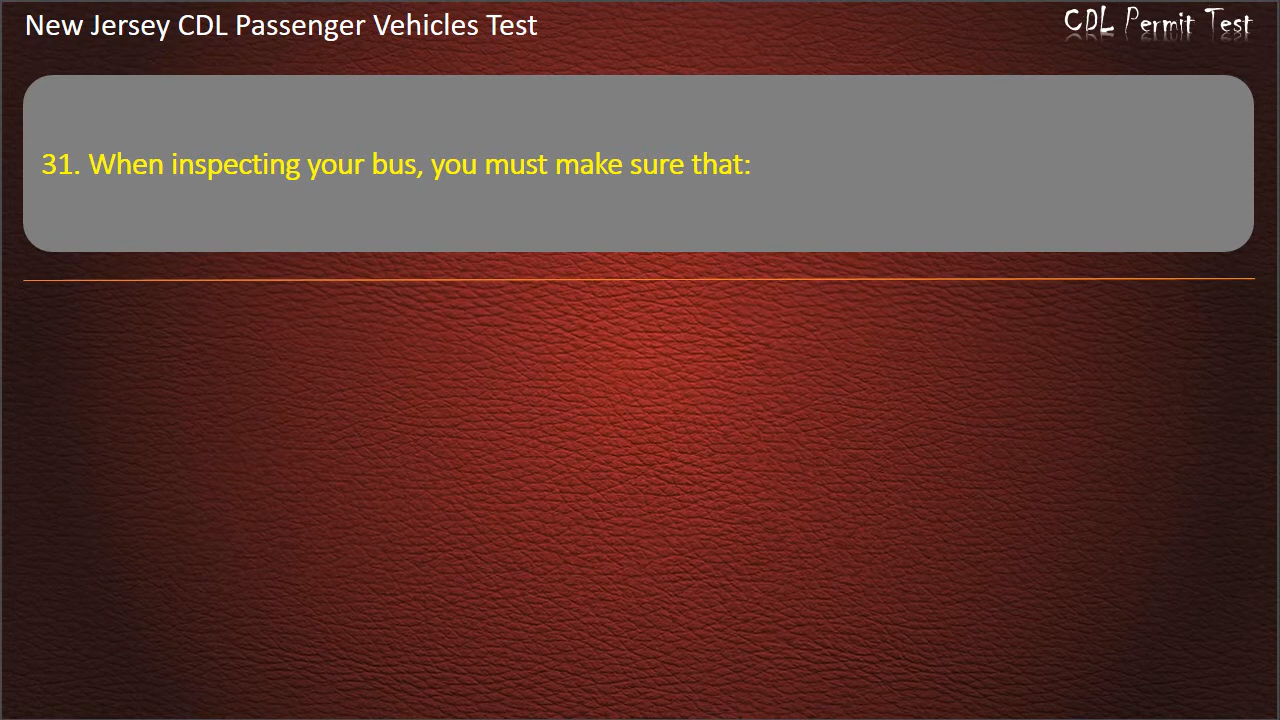 New Jersey CDL Passenger Vehicles Test
CDL Permit Test
31. When inspecting your bus, you must make sure that: